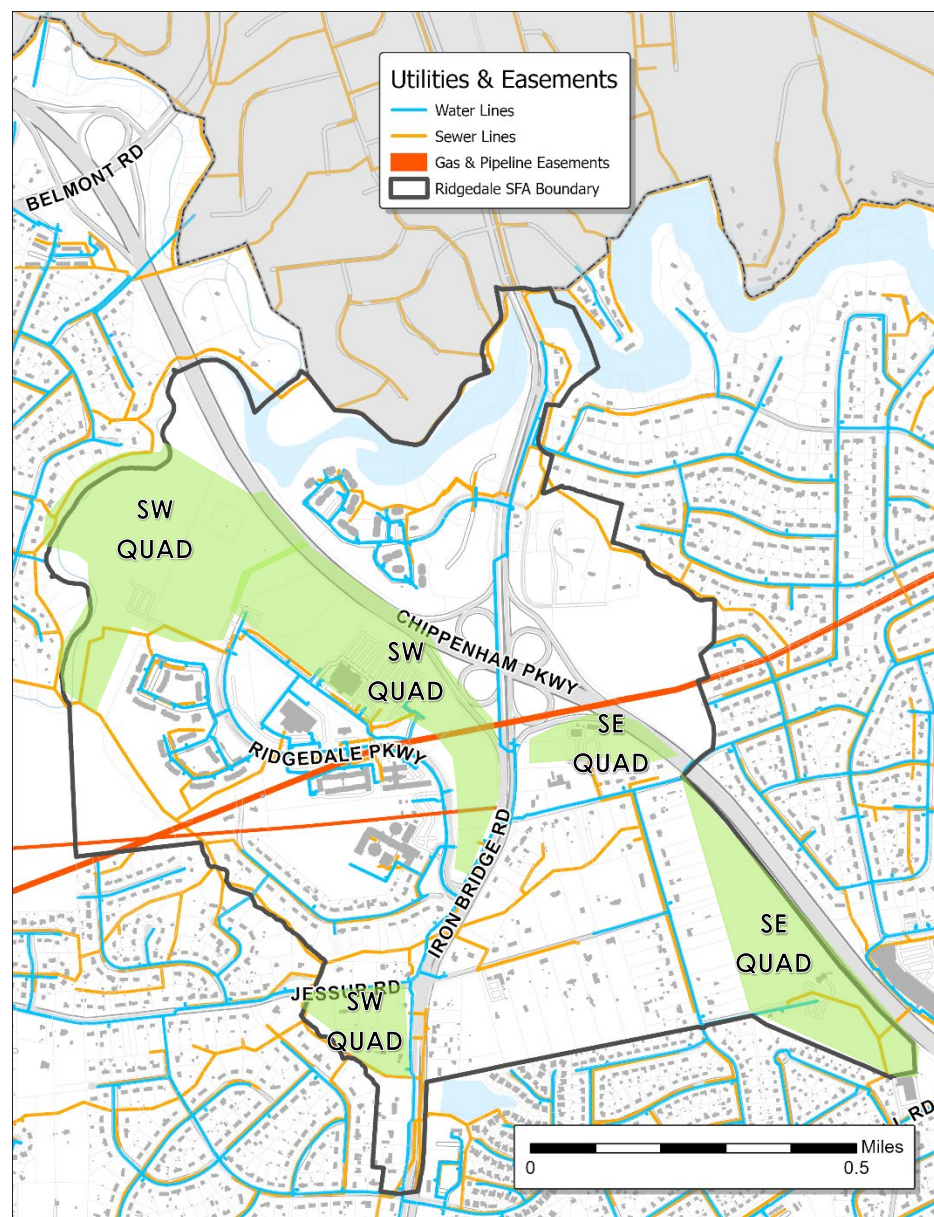 Utilities & Easements
Water Lines
Sewer Lines
Gas & Pipeline Easements
Ridgedale SFA Boundary
BELMONT RD
SW
QUAD
CHIPPENHAM PKWY
SW
QUAD
SE
QUAD
RIDGEDALE PKWY
IRON BRIDGE RD
SE
QUAD
JESSUP RD
SW
QUAD
L RD
Miles
0
0.5